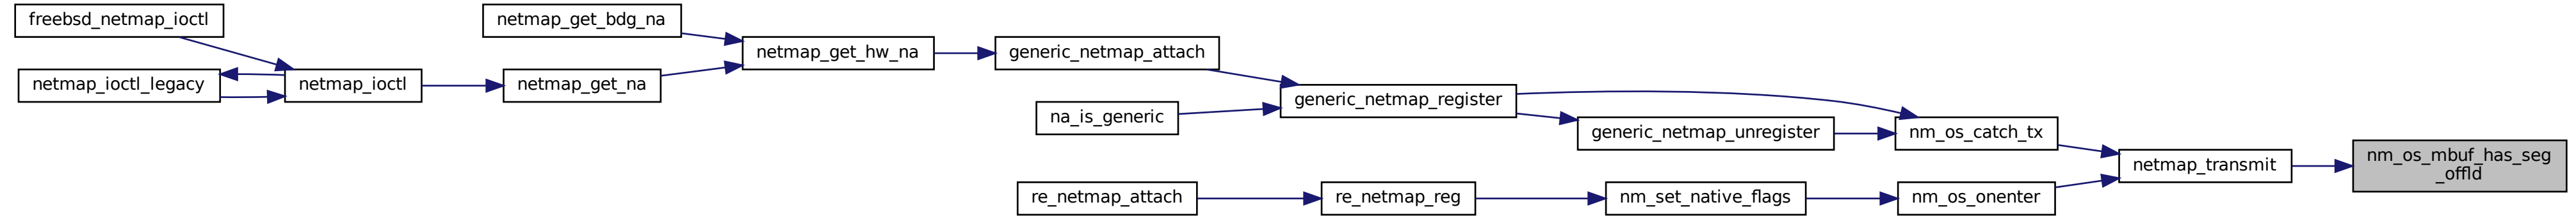 freebsd_netmap_ioctl
netmap_ioctl_legacy
netmap_ioctl
netmap_get_bdg_na
netmap_get_na
netmap_get_hw_na
generic_netmap_attach
na_is_generic
re_netmap_attach
generic_netmap_register
re_netmap_reg
generic_netmap_unregister
nm_set_native_flags
nm_os_catch_tx
nm_os_onenter
netmap_transmit
nm_os_mbuf_has_seg
_offld